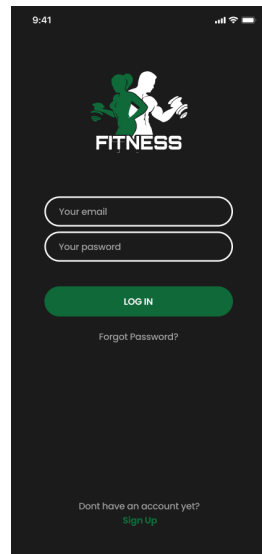 9:41
FITNESS
Your email
Your pasword
LOG IN
Forgot Password?
Dont have an account yet?
Sign Up